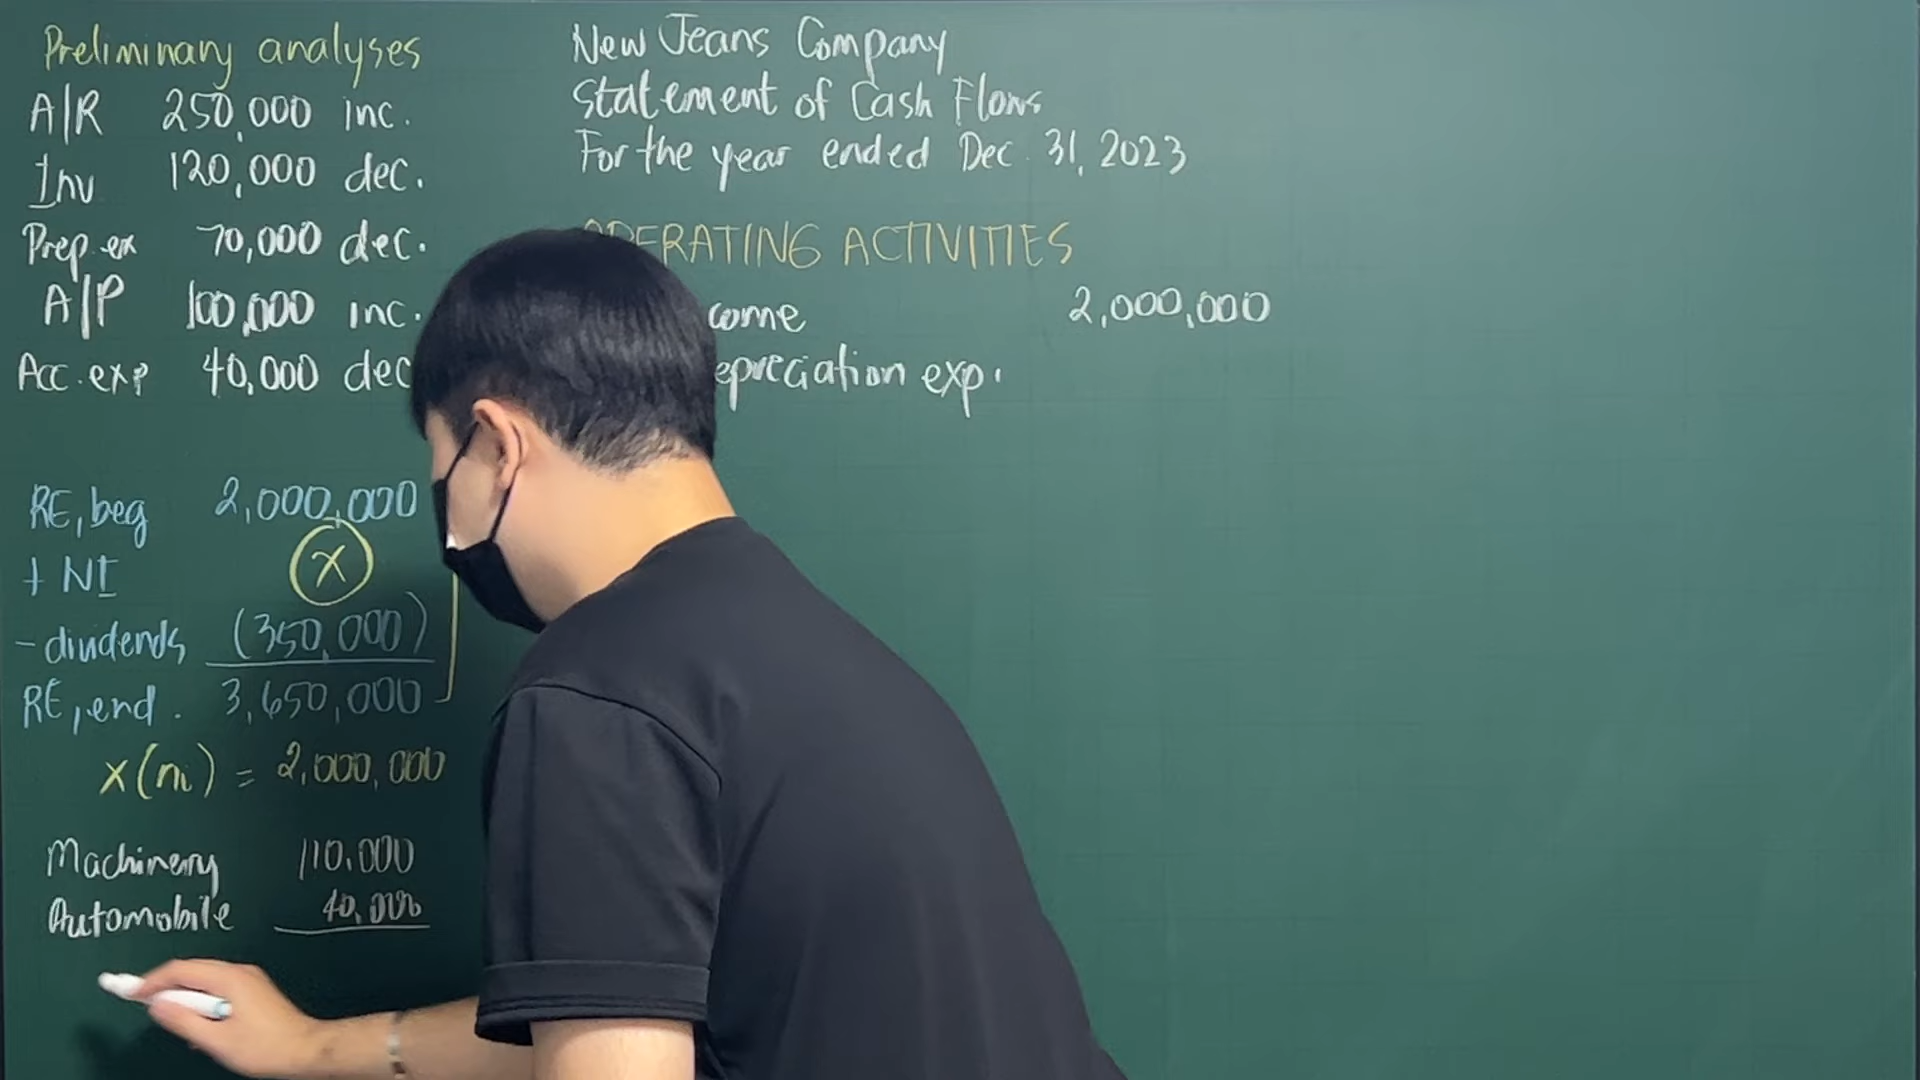 Preliminary analyses
A/R 250,000 inc.
Inv 120,000 dec.
Prep.ex 70,000 dec.
A/P 100,000 inc.
Acc.exp 40,000 dec
RE, beg 2,000,000
+ NI x
- dividends (350,000)
RE, end. 3,650,000
x(ni) = 2,000,000
Machinery 110,000
Automobile 40,000
New Jeans Company
Statement of Cash Flows
For the year ended Dec. 31, 2023
OPERATING ACTIVITIES
come 2,000,000
epreciation exp.